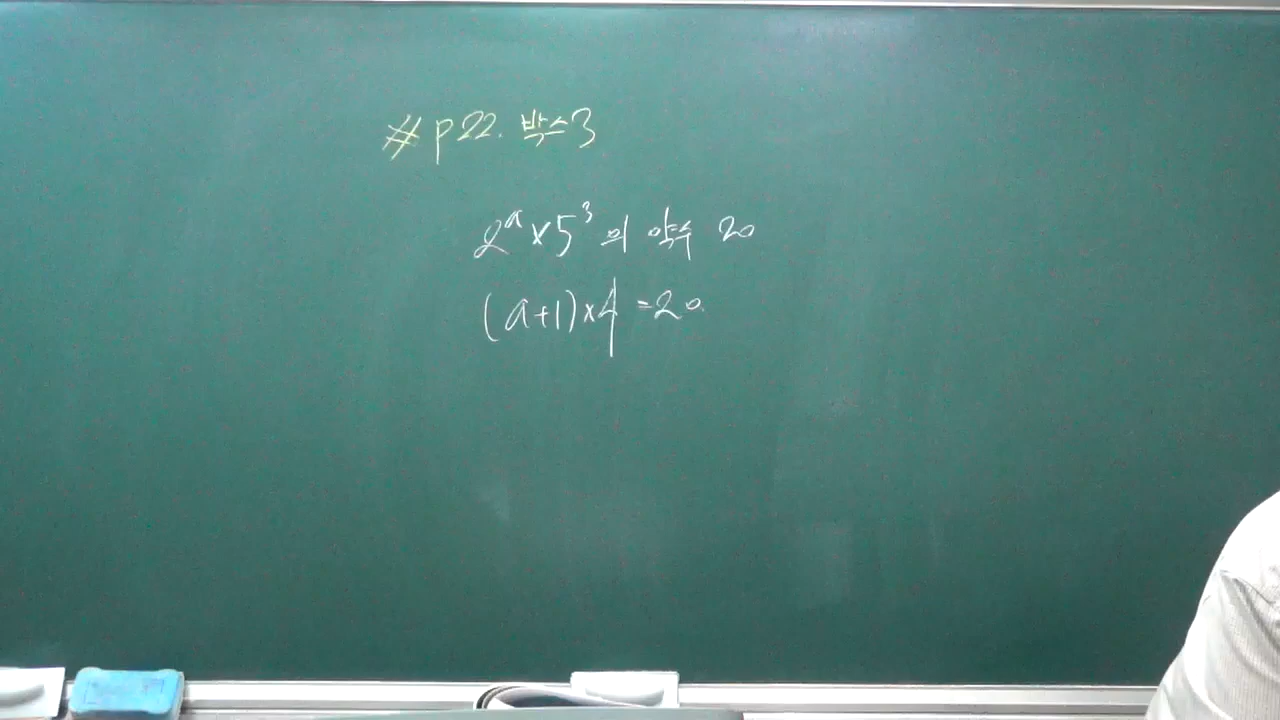 # p22. 박스3
2^a × 5^3 의 약수 20
(a+1)×4 =20.